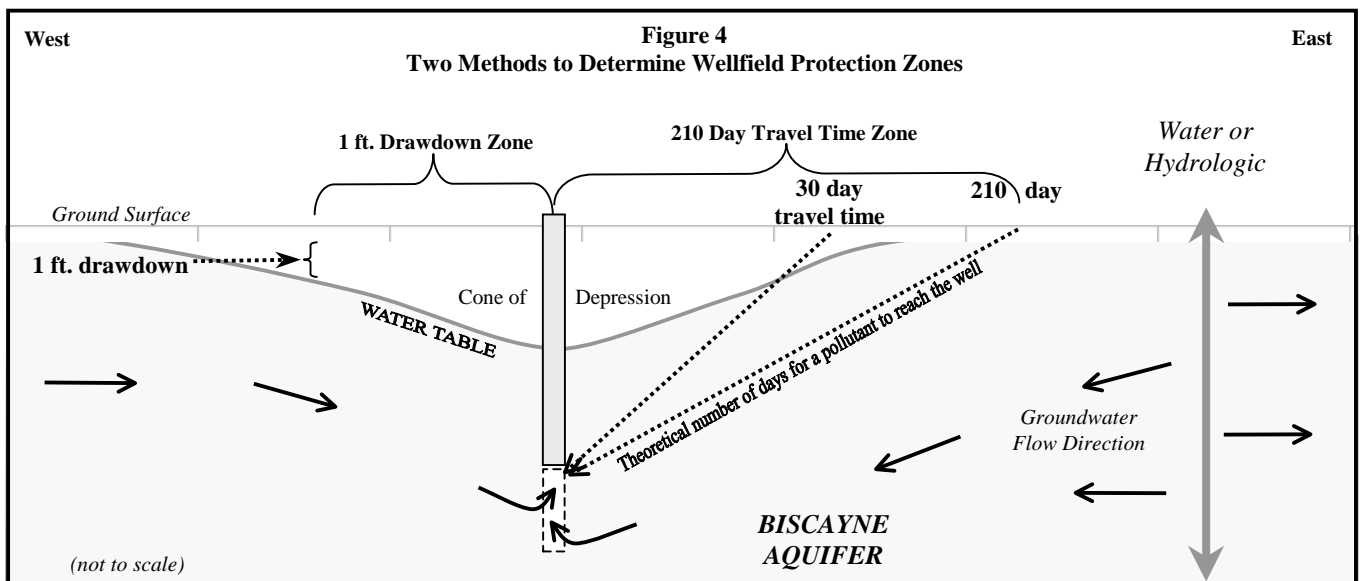 West
Figure 4
East
Two Methods to Determine Wellfield Protection Zones
1 ft. Drawdown Zone
210 Day Travel Time Zone
Water or
Hydrologic
30 day
travel time
210 day
Ground Surface
1 ft. drawdown
Cone of
Depression
WATER TABLE
Theoretical number of days for a pollutant to reach the well
Groundwater
Flow Direction
BISCAYNE
AQUIFER
(not to scale)